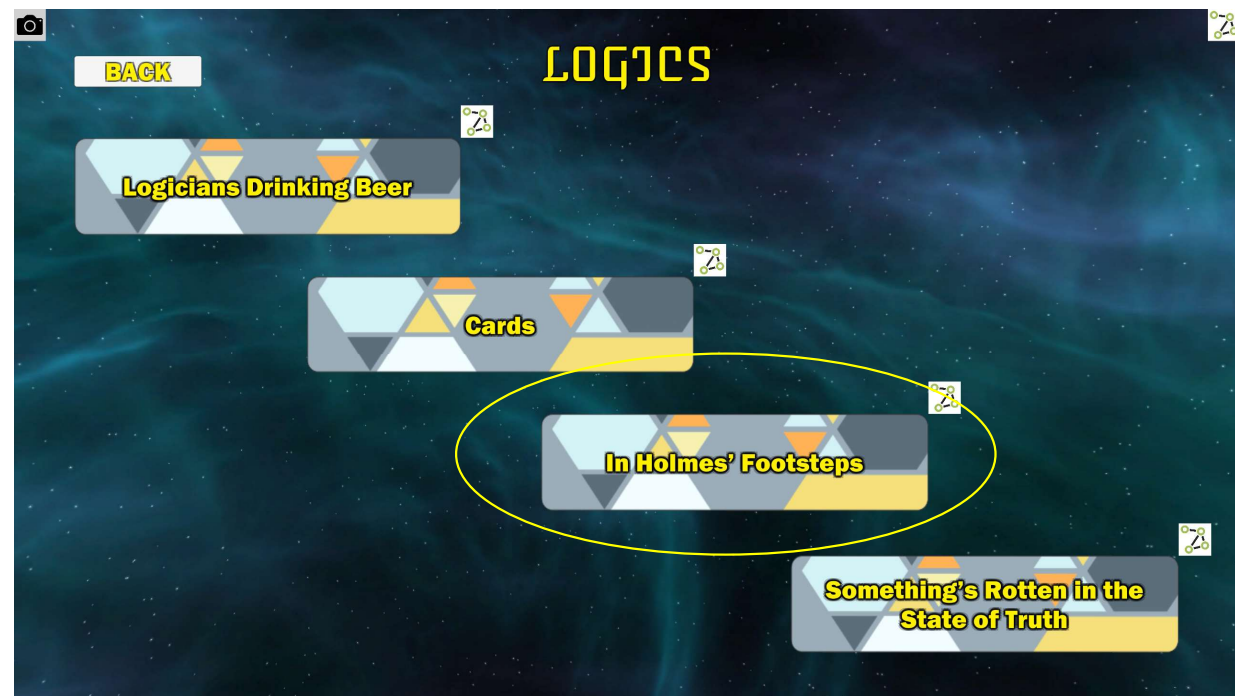 BACK
LOGICS
Logicians Drinking Beer
Cards
In Holmes’ Footsteps
Something’s Rotten in the
State of Truth